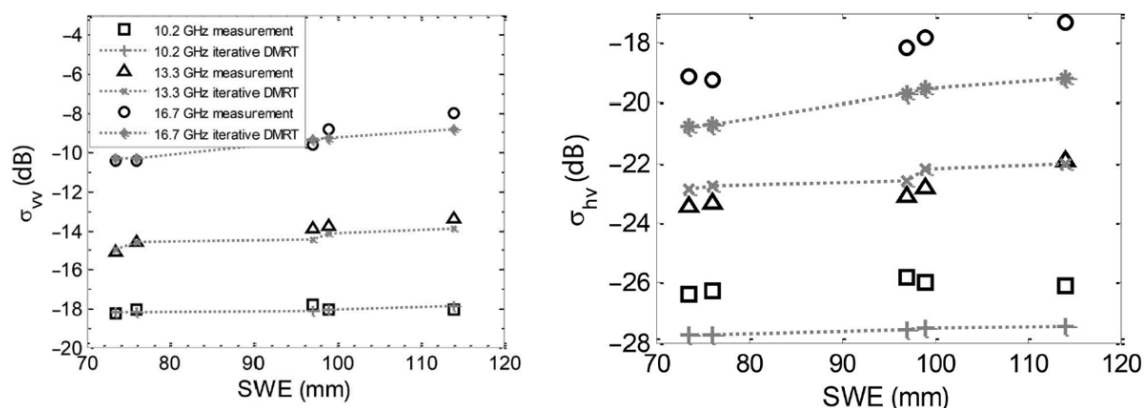 −4
−6
−8
−10
−12
−14
−16
−18
−20
σvv (dB)
10.2 GHz measurement
10.2 GHz iterative DMRT
13.3 GHz measurement
13.3 GHz iterative DMRT
16.7 GHz measurement
16.7 GHz iterative DMRT
70 80 90 100 110 120
SWE (mm)
−18
−20
−22
−24
−26
−28
σhv (dB)
70 80 90 100 110 120
SWE (mm)